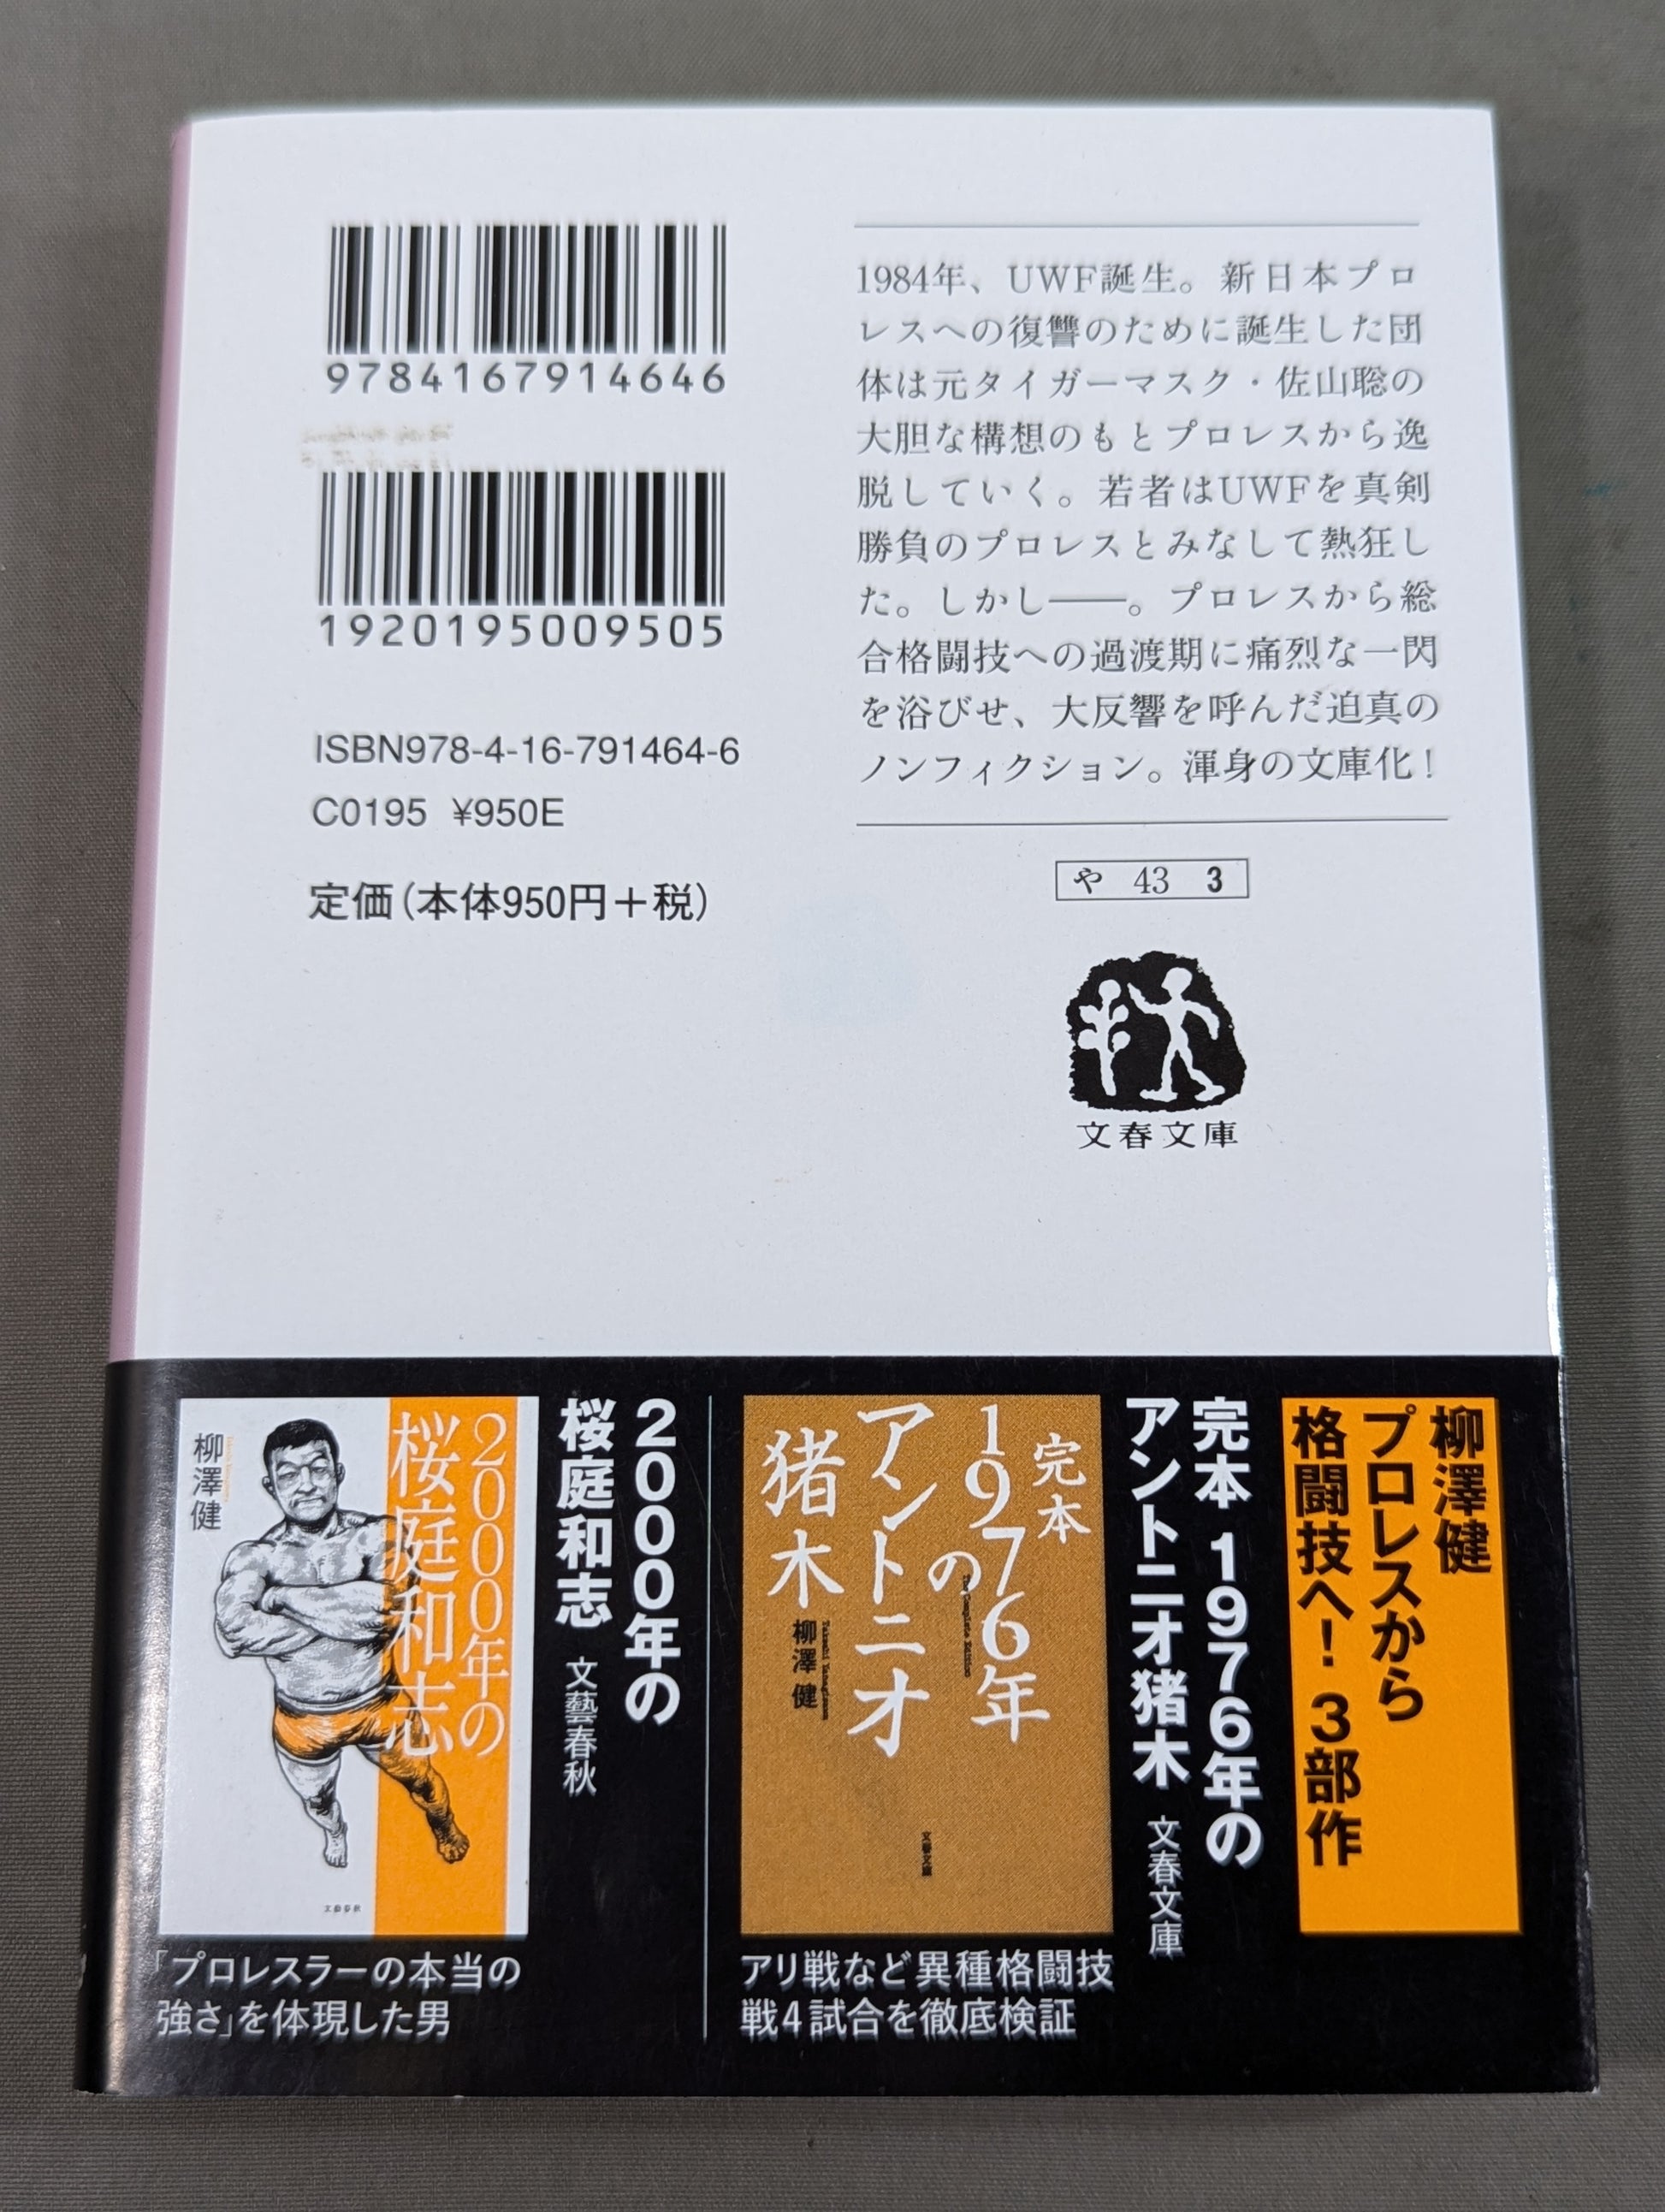 9784167914646
1920195009505
ISBN978-4-16-791464-6
C0195 ¥950E
定価（本体950円＋税）
1984年、UWF誕生。新日本プロ
レスへの復讐のために誕生した団
体は元タイガーマスク・佐山聡の
大胆な構想のもとプロレスから逸
脱していく。若者はUWFを真剣
勝負のプロレスとみなして熱狂し
た。しかし――。プロレスから総
合格闘技への過渡期に痛烈な一閃
を浴びせ、大反響を呼んだ迫真の
ノンフィクション。渾身の文庫化！
や 43 3
文春文庫
柳澤健
プロレスから
格闘技へ！３部作
完本 1976年の
アントニオ猪木 文春文庫
完本
1976年の
アントニオ
猪木
The Complete Edition
柳澤 健
Takeshi Yanagisawa
文春文庫
アリ戦など異種格闘技
戦4試合を徹底検証
2000年の
桜庭和志 文藝春秋
2000年の
桜庭和志
柳澤健
文藝春秋
「プロレスラーの本当の
強さ」を体現した男